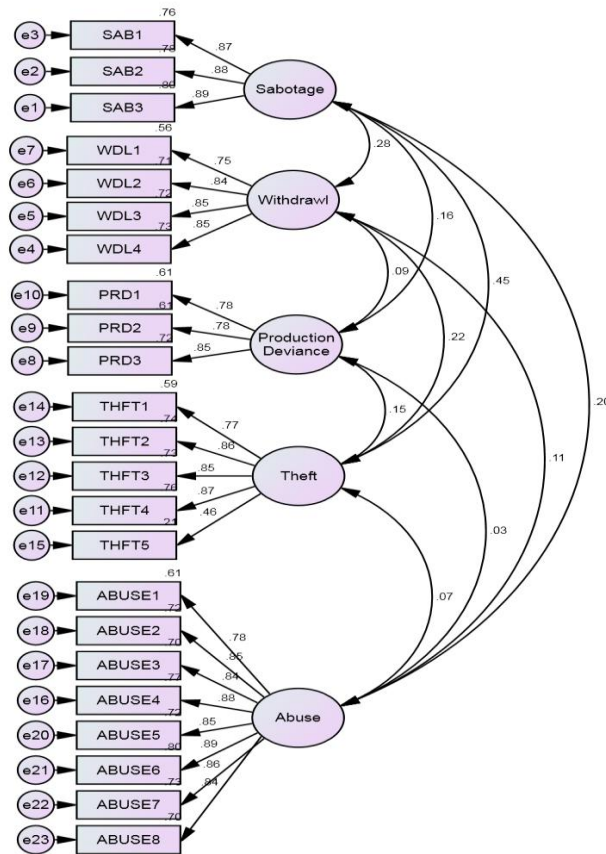 .76
e3 SAB1 .87
.78
e2 SAB2 .88 Sabotage
.80
e1 SAB3 .89
.56
.28
e7 WDL1 .75
.71
e6 WDL2 .84
.72
Withdrawl
.16
e5 WDL3 .85
.73
e4 WDL4 .85
.09
.45
.61
e10 PRD1 .78
.61
.22
e9 PRD2 .78 Production
.72
Deviance
e8 PRD3 .85
.59
.15
.20
e14 THFT1 .77
.74
e13 THFT2 .86
.73
.11
e12 THFT3 .85 Theft
.76
e11 THFT4 .87
.21
e15 THFT5 .46
.03
.07
.61
e19 ABUSE1 .78
.72
e18 ABUSE2 .85
.70
e17 ABUSE3 .84
.77
e16 ABUSE4 .88
.72
Abuse
e20 ABUSE5 .85
.80
e21 ABUSE6 .89
.73
e22 ABUSE7 .86
.70
e23 ABUSE8 .84